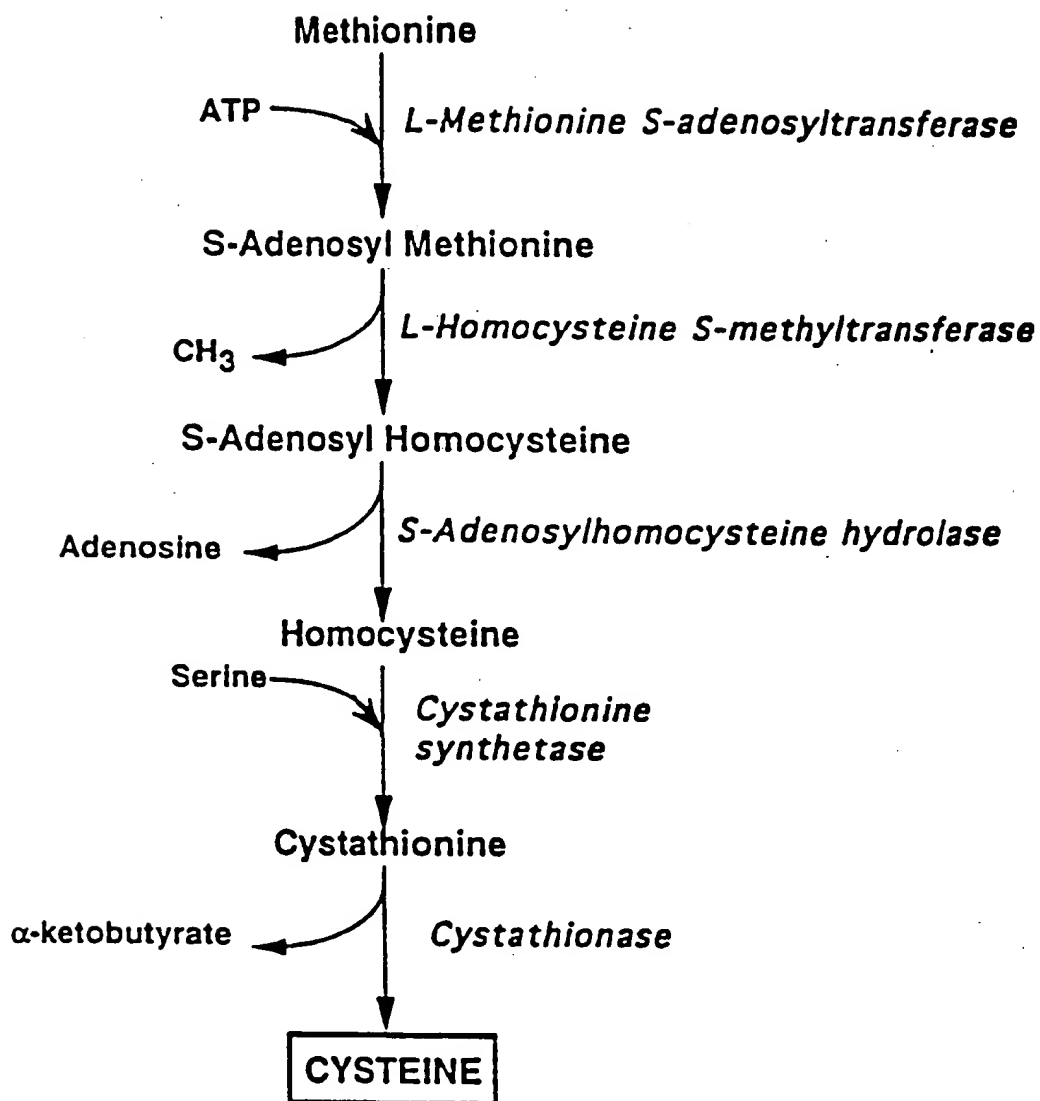 Methionine
ATP
L-Methionine S-adenosyltransferase
S-Adenosyl Methionine
L-Homocysteine S-methyltransferase
CH3
S-Adenosyl Homocysteine
S-Adenosylhomocysteine hydrolase
Adenosine
Homocysteine
Serine
Cystathionine
synthetase
Cystathionine
α-ketobutyrate
Cystathionase
CYSTEINE